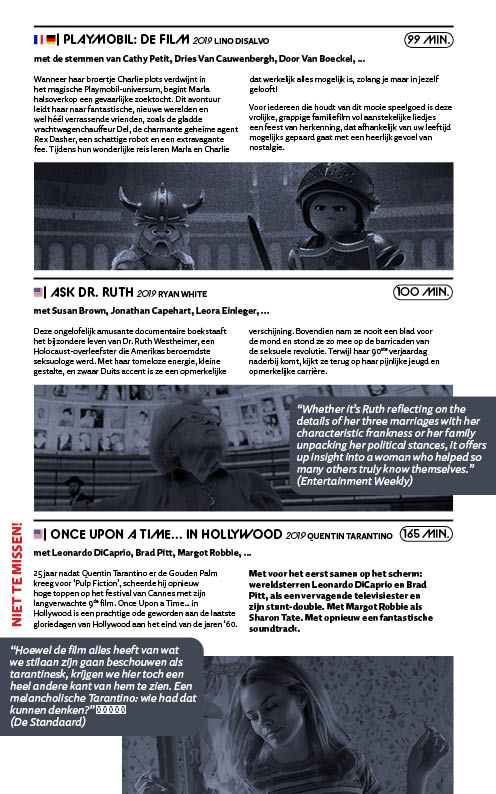 PLAYMOBIL: DE FILM 2019 LINO DISALVO
99 MIN.
met de stemmen van Cathy Petit, Dries Van Cauwenbergh, Door Van Boeckel, ...
Wanneer haar broertje Charlie plots verdwijnt in
het magische Playmobil-universum, begint Marla
halsoverkop een gevaarlijke zoektocht. Dit avontuur
leidt haar naar fantastische, nieuwe werelden en
wel héél verrassende vrienden, zoals de gladde
vrachtwagenchauffeur Del, de charmante geheime agent
Rex Dasher, een schattige robot en een extravagante
fee. Tijdens hun wonderlijke reis leren Marla en Charlie
dat werkelijk alles mogelijk is, zolang je maar in jezelf
gelooft!
Voor iedereen die houdt van dit mooie speelgoed is deze
vrolijke, grappige familiefilm vol aanstekelijke liedjes
een feest van herkenning, dat afhankelijk van uw leeftijd
mogelijks gepaard gaat met een heerlijk gevoel van
nostalgie.
ASK DR. RUTH 2019 RYAN WHITE
100 MIN.
met Susan Brown, Jonathan Capehart, Leora Einleger, ...
Deze ongelofelijk amusante documentaire boekstaaft
het bijzondere leven van Dr. Ruth Westheimer, een
Holocaust-overleefster die Amerikas beroemdste
seksuologe werd. Met haar tomeloze energie, kleine
gestalte, en zwaar Duits accent is ze een opmerkelijke
verschijning. Bovendien nam ze nooit een blad voor
de mond en stond ze zo mee op de barricaden van
de seksuele revolutie. Terwijl haar 90ste verjaardag
naderbij komt, kijkt ze terug op haar pijnlijke jeugd en
opmerkelijke carrière.
“Whether it’s Ruth reflecting on the
details of her three marriages with her
characteristic frankness or her family
unpacking her political stances, it offers
up insight into a woman who helped so
many others truly know themselves.”
(Entertainment Weekly)
NIET TE MISSEN!
ONCE UPON A TIME... IN HOLLYWOOD 2019 QUENTIN TARANTINO
165 MIN.
met Leonardo DiCaprio, Brad Pitt, Margot Robbie, ...
25 jaar nadat Quentin Tarantino er de Gouden Palm
kreeg voor ‘Pulp Fiction’, scheerde hij opnieuw
hoge toppen op het festival van Cannes met zijn
langverwachte 9de film. Once Upon a Time... in
Hollywood is een prachtige ode geworden aan de laatste
gloriedagen van Hollywood aan het eind van de jaren ’60.
Met voor het eerst samen op het scherm:
wereldsterren Leonardo DiCaprio en Brad
Pitt, als een vervagende televisiester en
zijn stunt-double. Met Margot Robbie als
Sharon Tate. Met opnieuw een fantastische
soundtrack.
“Hoewel de film alles heeft van wat
we stilaan zijn gaan beschouwen als
tarantinesk, krijgen we hier toch een
heel andere kant van hem te zien. Een
melancholische Tarantino: wie had dat
kunnen denken?”
(De Standaard)